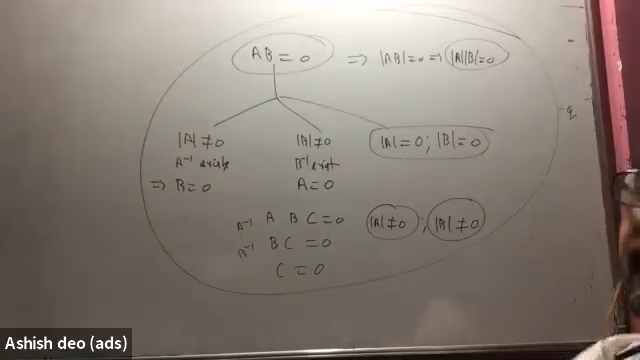 AB = 0 ⇒ |AB| = 0 ⇒ |A||B| = 0
|A| ≠ 0 |B| ≠ 0 |A| = 0 ; |B| = 0
A⁻¹ exists B⁻¹ exist
⇒ B = 0 A = 0
A⁻¹ A B C = 0 |A| ≠ 0 ; |B| ≠ 0
B⁻¹ B C = 0
C = 0
Ashish deo (ads)